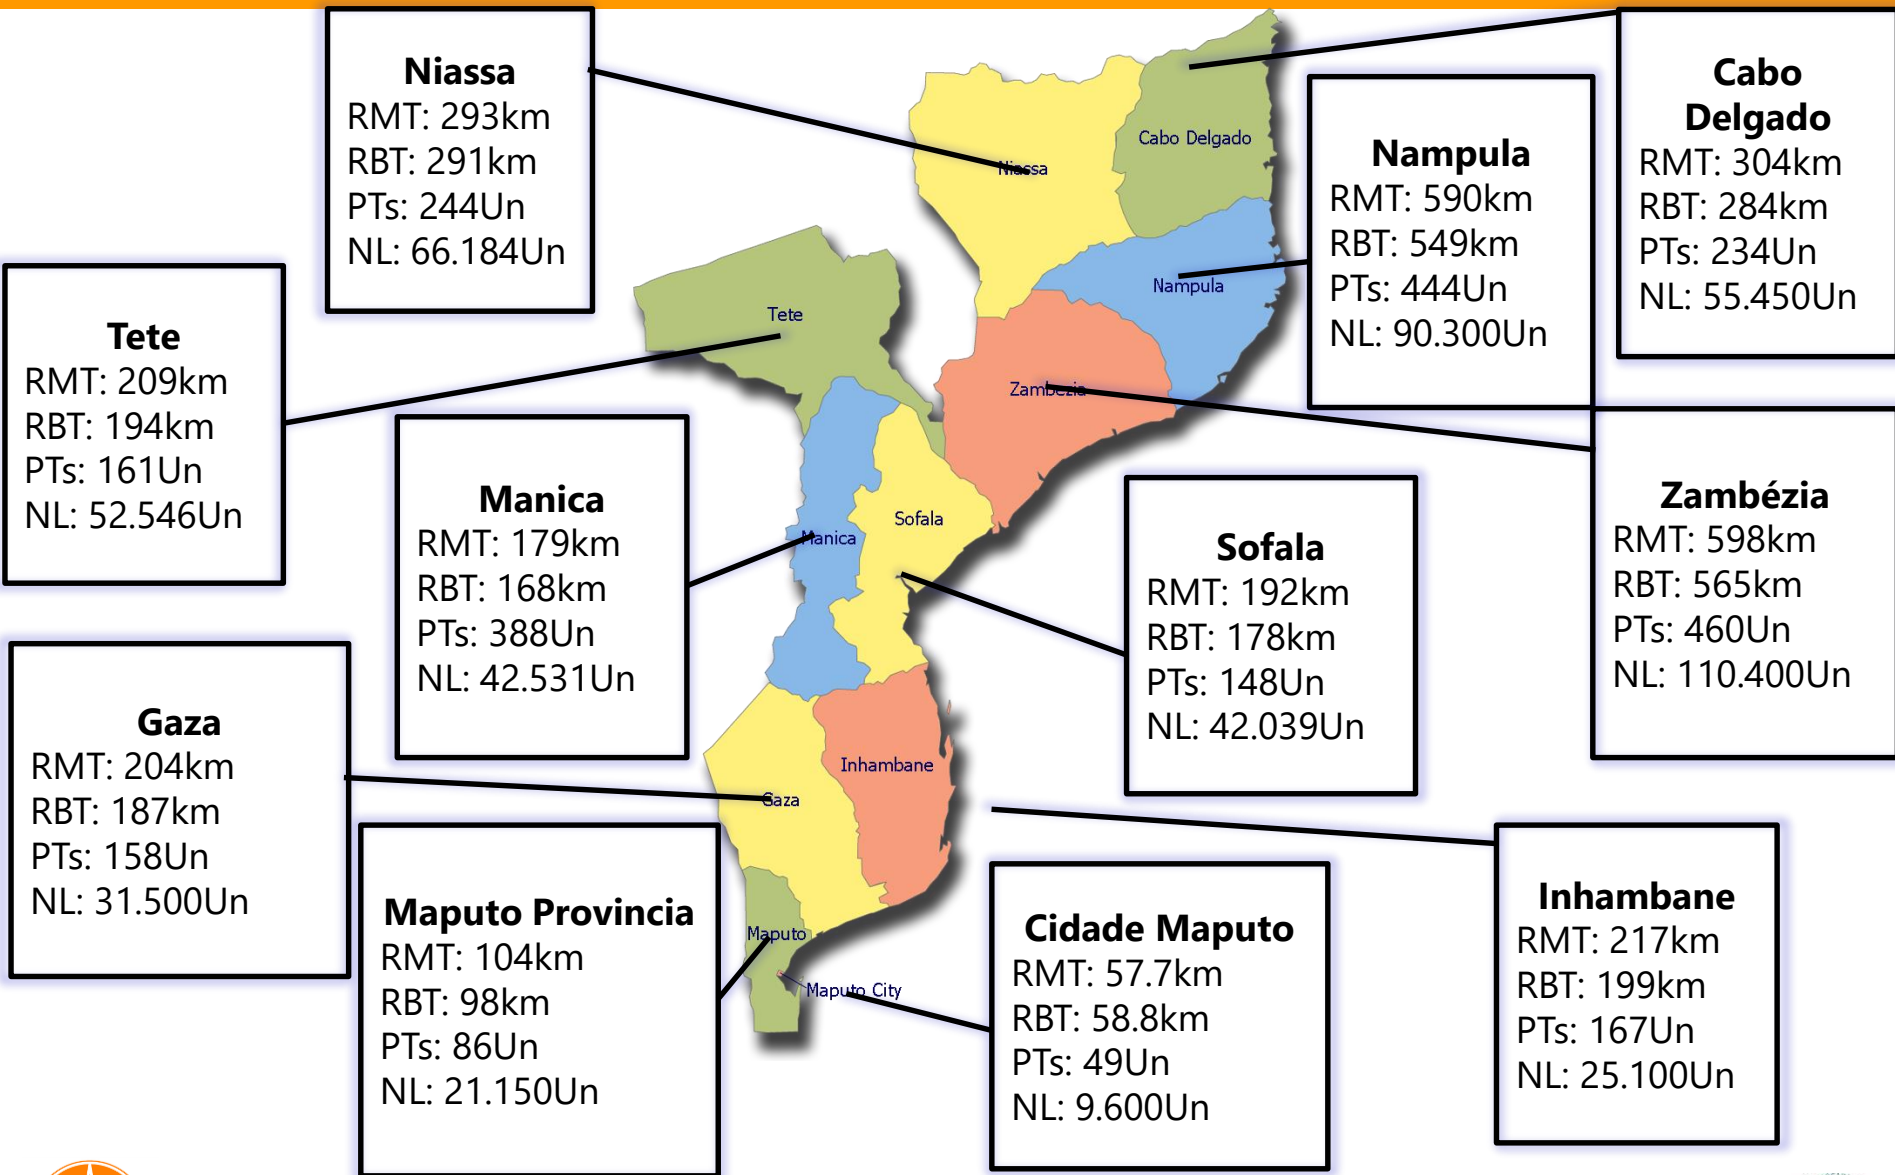 Niassa
RMT: 293km
RBT: 291km
PTs: 244Un
NL: 66.184Un
Cabo
Delgado
RMT: 304km
RBT: 284km
PTs: 234Un
NL: 55.450Un
Nampula
RMT: 590km
RBT: 549km
PTs: 444Un
NL: 90.300Un
Tete
RMT: 209km
RBT: 194km
PTs: 161Un
NL: 52.546Un
Manica
RMT: 179km
RBT: 168km
PTs: 388Un
NL: 42.531Un
Sofala
RMT: 192km
RBT: 178km
PTs: 148Un
NL: 42.039Un
Zambézia
RMT: 598km
RBT: 565km
PTs: 460Un
NL: 110.400Un
Gaza
RMT: 204km
RBT: 187km
PTs: 158Un
NL: 31.500Un
Maputo Provincia
RMT: 104km
RBT: 98km
PTs: 86Un
NL: 21.150Un
Cidade Maputo
RMT: 57.7km
RBT: 58.8km
PTs: 49Un
NL: 9.600Un
Inhambane
RMT: 217km
RBT: 199km
PTs: 167Un
NL: 25.100Un
Cabo Delgado
Niassa
Nampula
Tete
Zambezia
Sofala
Manica
Inhambane
Gaza
Maputo
Maputo City